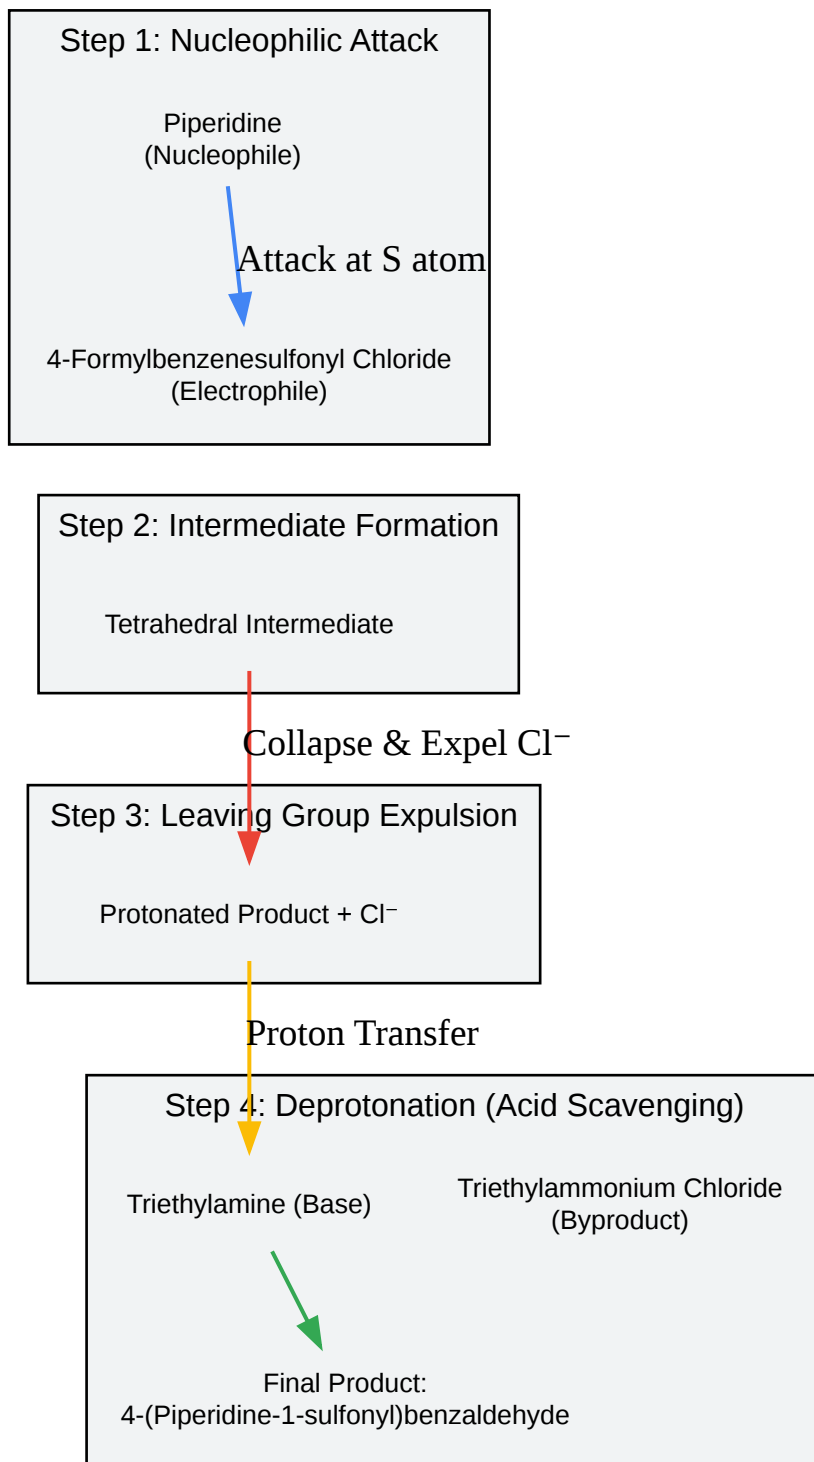 Step 1: Nucleophilic Attack
Piperidine
(Nucleophile)
Attack at S atom
4-Formylbenzenesulfonyl Chloride
(Electrophile)
Step 2: Intermediate Formation
Tetrahedral Intermediate
Collapse & Expel Cl⁻
Step 3: Leaving Group Expulsion
Protonated Product + Cl⁻
Proton Transfer
Step 4: Deprotonation (Acid Scavenging)
Triethylamine (Base)
Triethylammonium Chloride
(Byproduct)
Final Product:
4-(Piperidine-1-sulfonyl)benzaldehyde